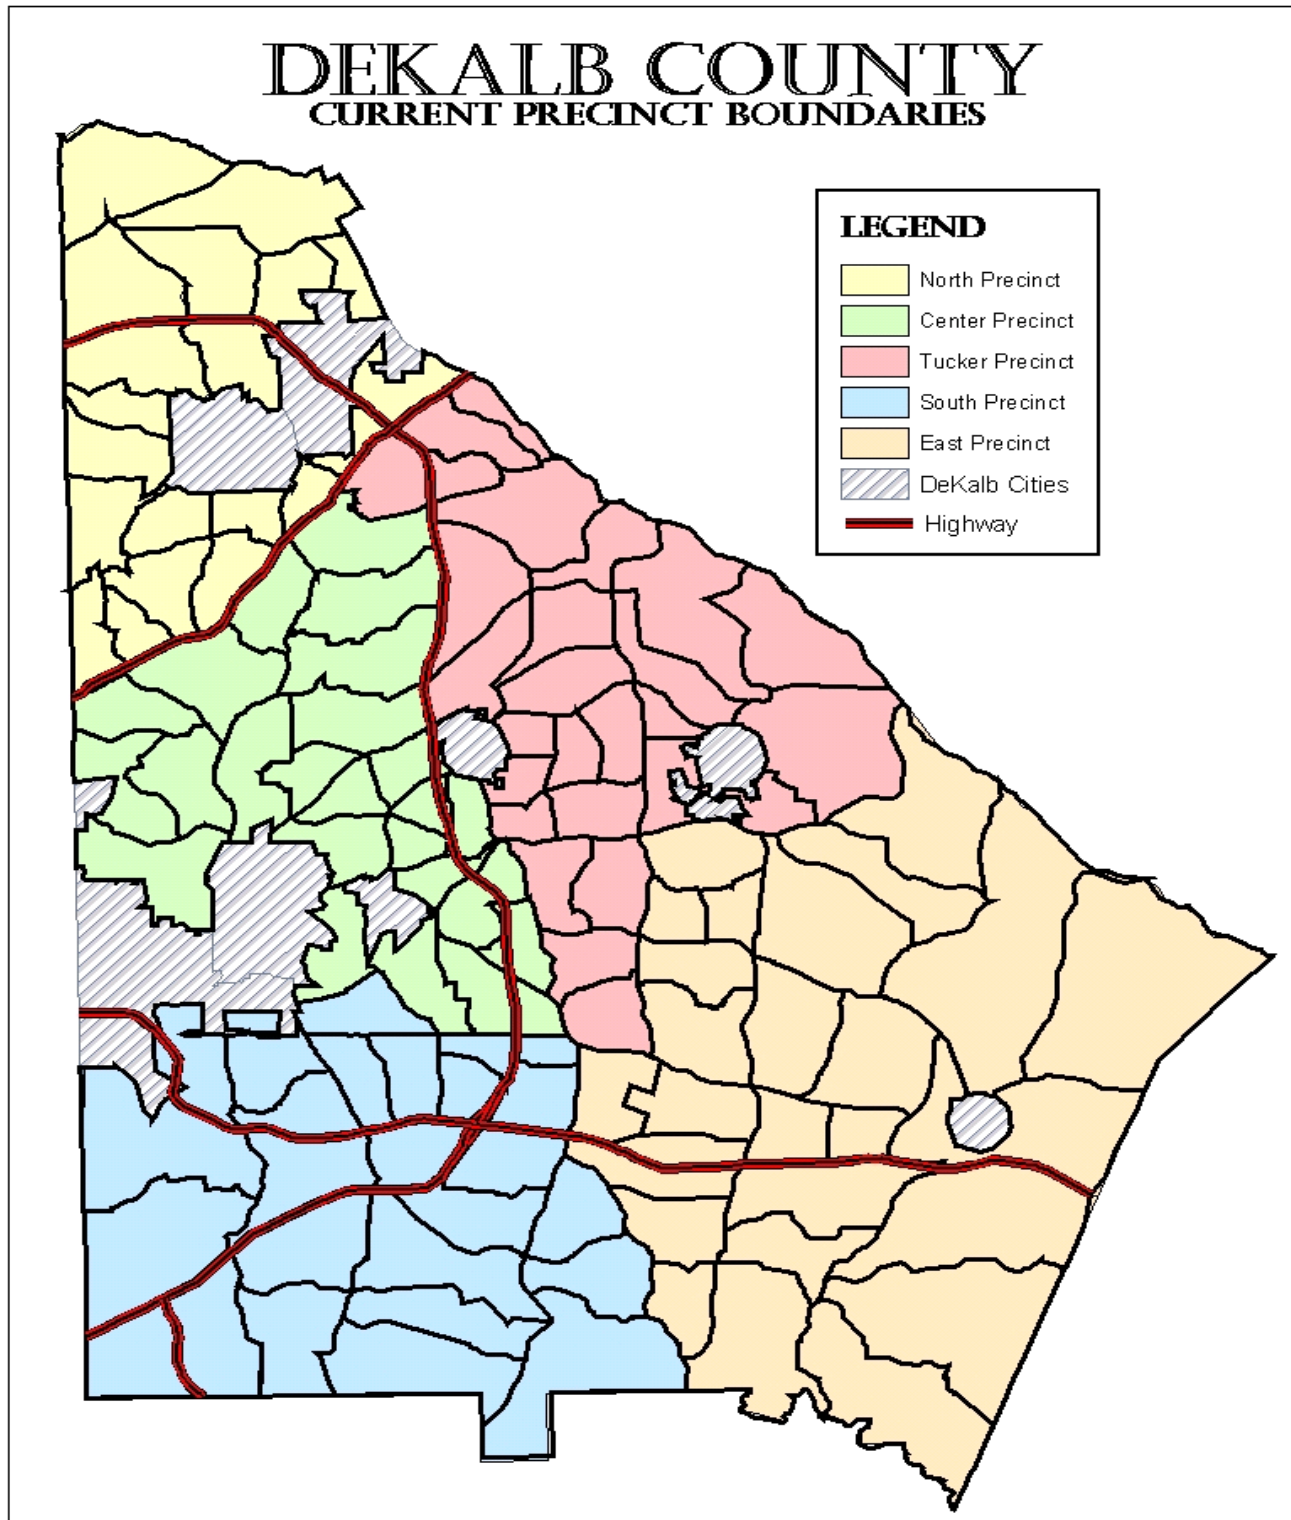 DEKALB COUNTY
CURRENT PRECINCT BOUNDARIES
LEGEND
North Precinct
Center Precinct
Tucker Precinct
South Precinct
East Precinct
DeKalb Cities
Highway